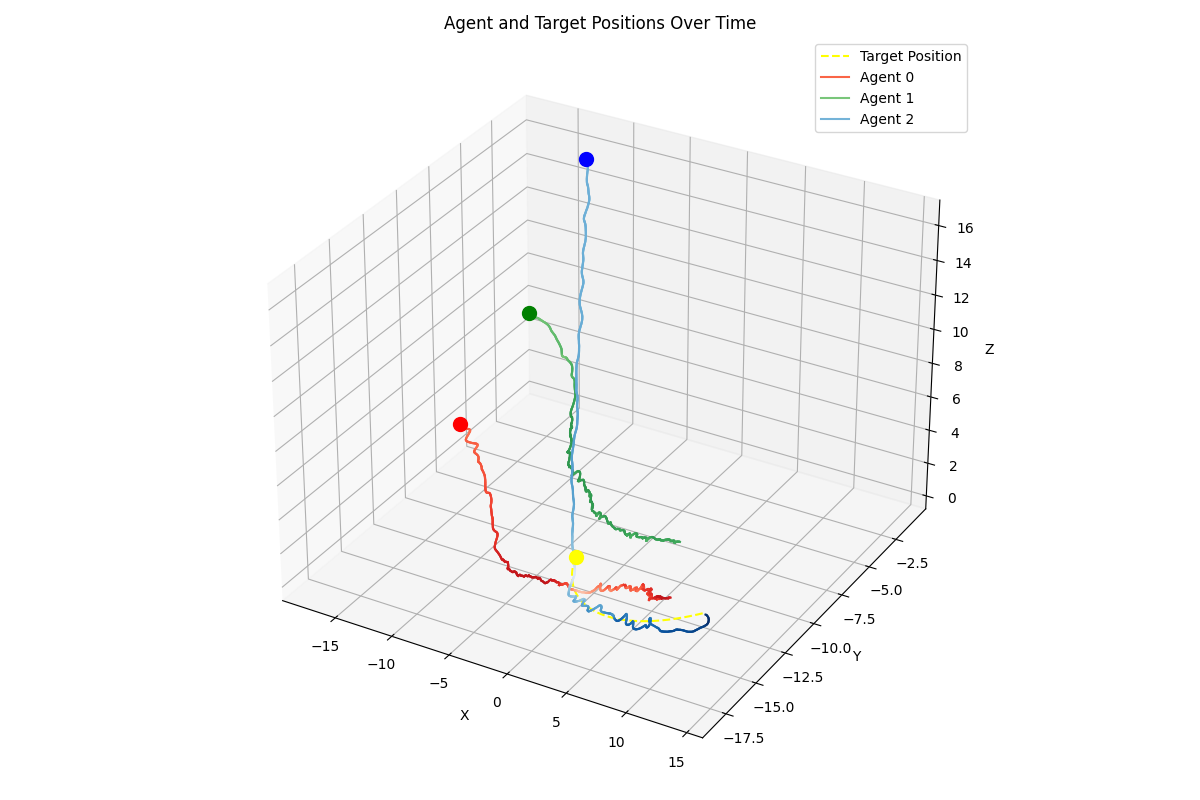 Agent and Target Positions Over Time
Target Position
Agent 0
Agent 1
Agent 2
16
14
12
10
8
6
4
2
0
Z
−2.5
−5.0
−7.5
−10.0
−12.5
−15.0
−17.5
Y
−15
−10
−5
0
5
10
15
X